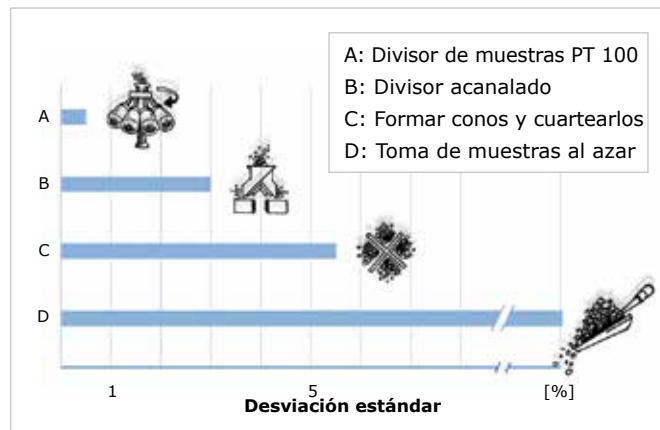 A: Divisor de muestras PT 100
B: Divisor acanalado
C: Formar conos y cuartearlos
D: Toma de muestras al azar
A
B
C
D
1 5 [%]
Desviación estándar